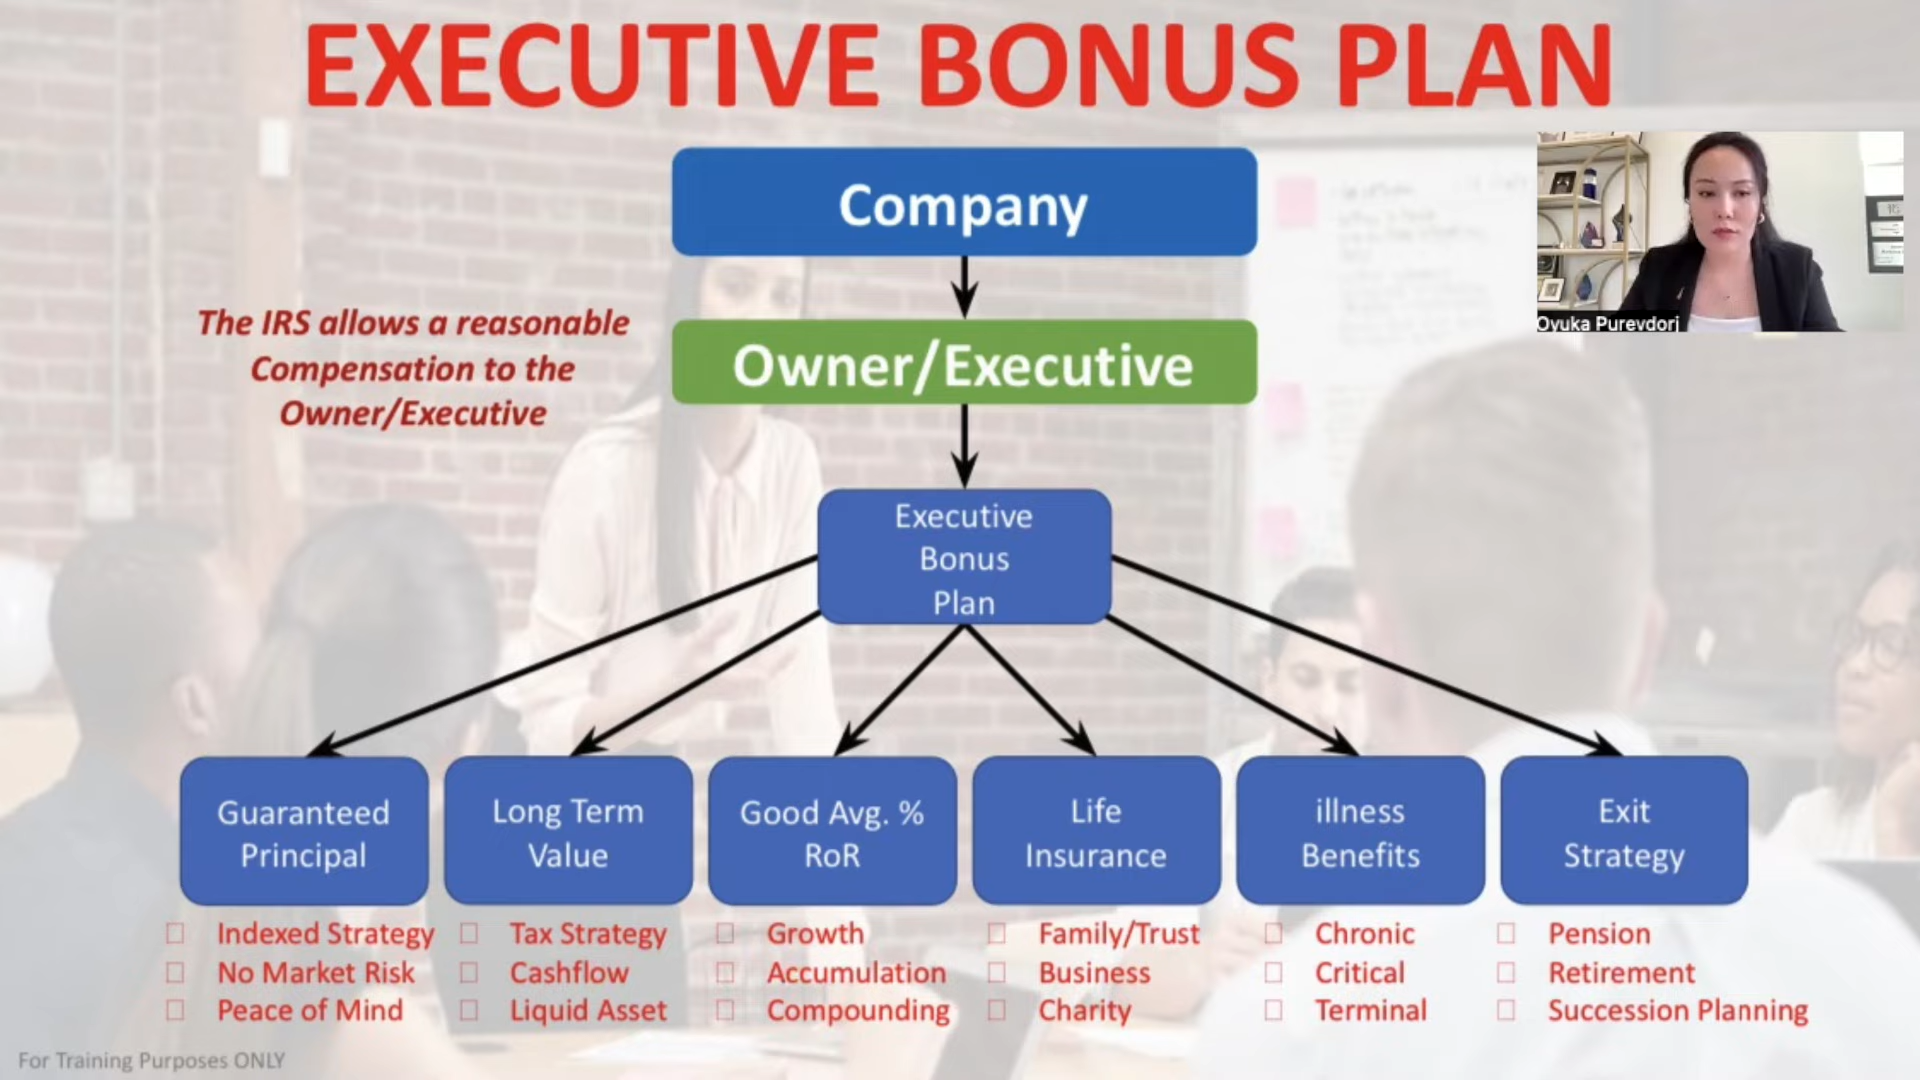 EXECUTIVE BONUS PLAN
Company
Oyuka Purevdorj
The IRS allows a reasonable
Compensation to the
Owner/Executive
Owner/Executive
Executive
Bonus
Plan
Guaranteed
Principal
Long Term
Value
Good Avg. %
RoR
Life
Insurance
illness
Benefits
Exit
Strategy
Indexed Strategy
No Market Risk
Peace of Mind
Tax Strategy
Cashflow
Liquid Asset
Growth
Accumulation
Compounding
Family/Trust
Business
Charity
Chronic
Critical
Terminal
Pension
Retirement
Succession Planning
For Training Purposes ONLY